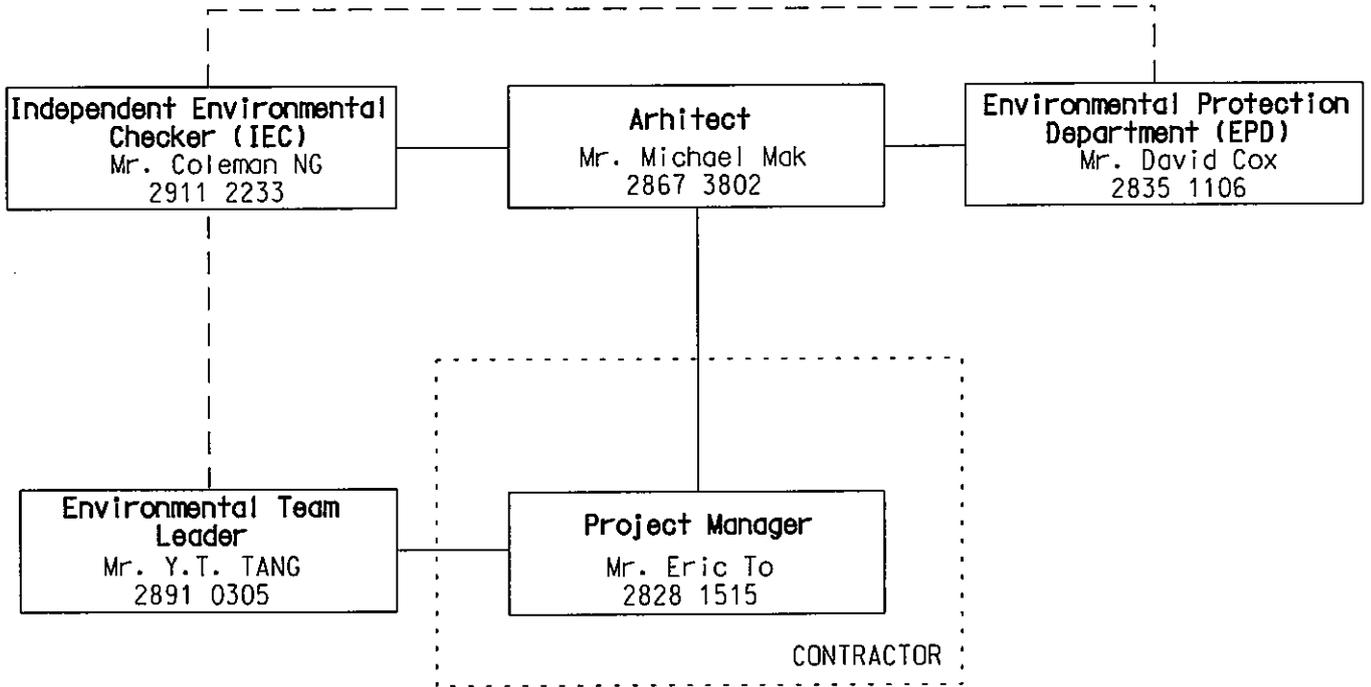 Independent Environmental
Checker (IEC)
Mr. Coleman NG
2911 2233
Arhitect
Mr. Michael Mak
2867 3802
Environmental Protection
Department (EPD)
Mr. David Cox
2835 1106
Environmental Team
Leader
Mr. Y.T. TANG
2891 0305
Project Manager
Mr. Eric To
2828 1515
CONTRACTOR